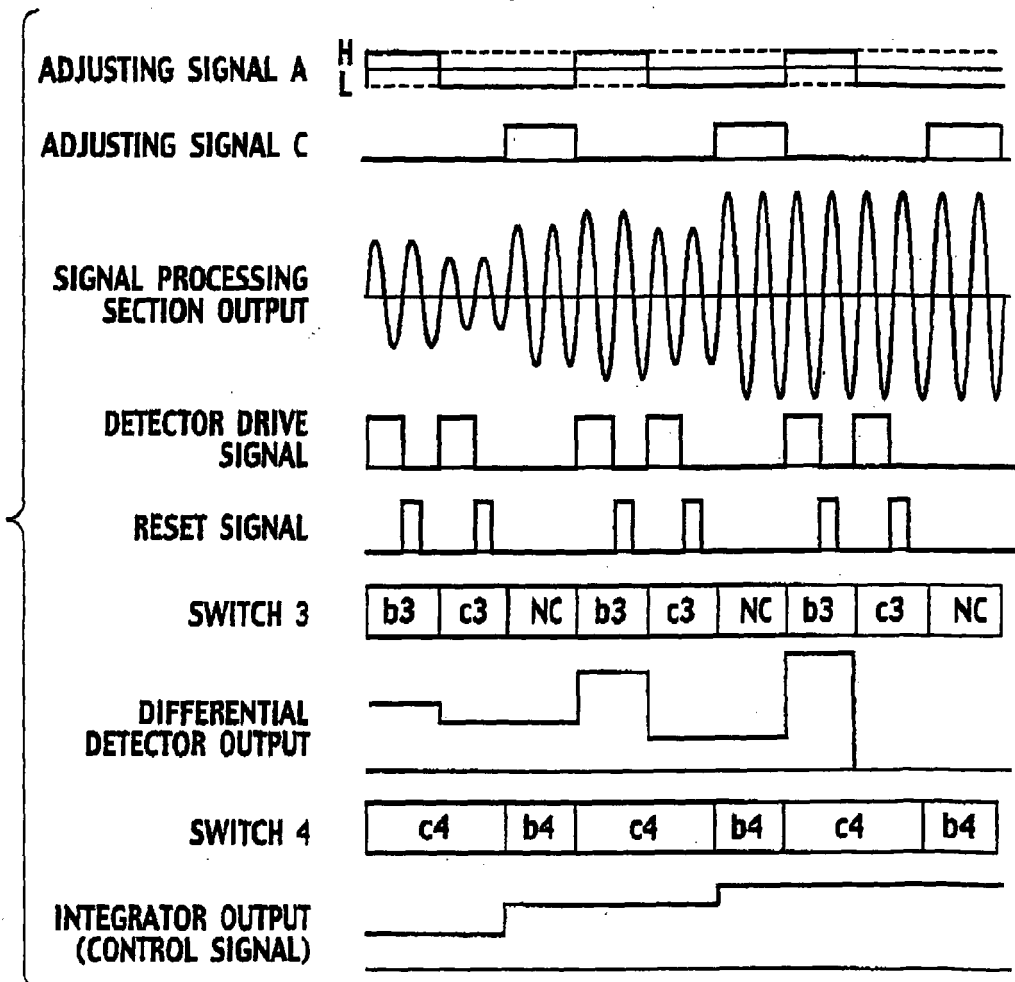 H
ADJUSTING SIGNAL A
L
ADJUSTING SIGNAL C
SIGNAL PROCESSING
SECTION OUTPUT
DETECTOR DRIVE
SIGNAL
RESET SIGNAL
SWITCH 3 b3 c3 NC b3 c3 NC b3 c3 NC
DIFFERENTIAL
DETECTOR OUTPUT
SWITCH 4 c4 b4 c4 b4 c4 b4
INTEGRATOR OUTPUT
(CONTROL SIGNAL)